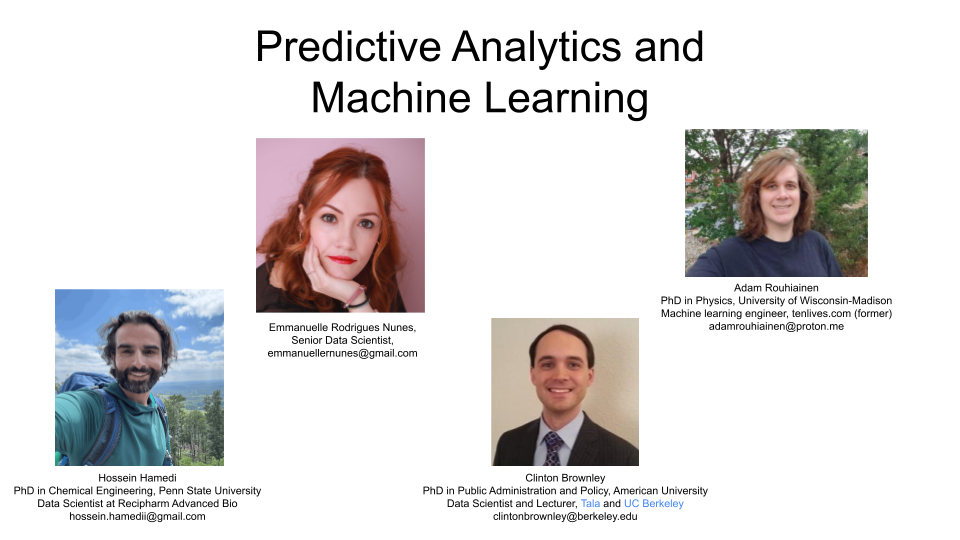 Predictive Analytics and
Machine Learning
Emmanuelle Rodrigues Nunes,
Senior Data Scientist,
emmanuellernunes@gmail.com
Adam Rouhiainen
PhD in Physics, University of Wisconsin-Madison
Machine learning engineer, tenlives.com (former)
adamrouhiainen@proton.me
Hossein Hamedi
PhD in Chemical Engineering, Penn State University
Data Scientist at Recipharm Advanced Bio
hossein.hamedii@gmail.com
Clinton Brownley
PhD in Public Administration and Policy, American University
Data Scientist and Lecturer, Tala and UC Berkeley
clintonbrownley@berkeley.edu